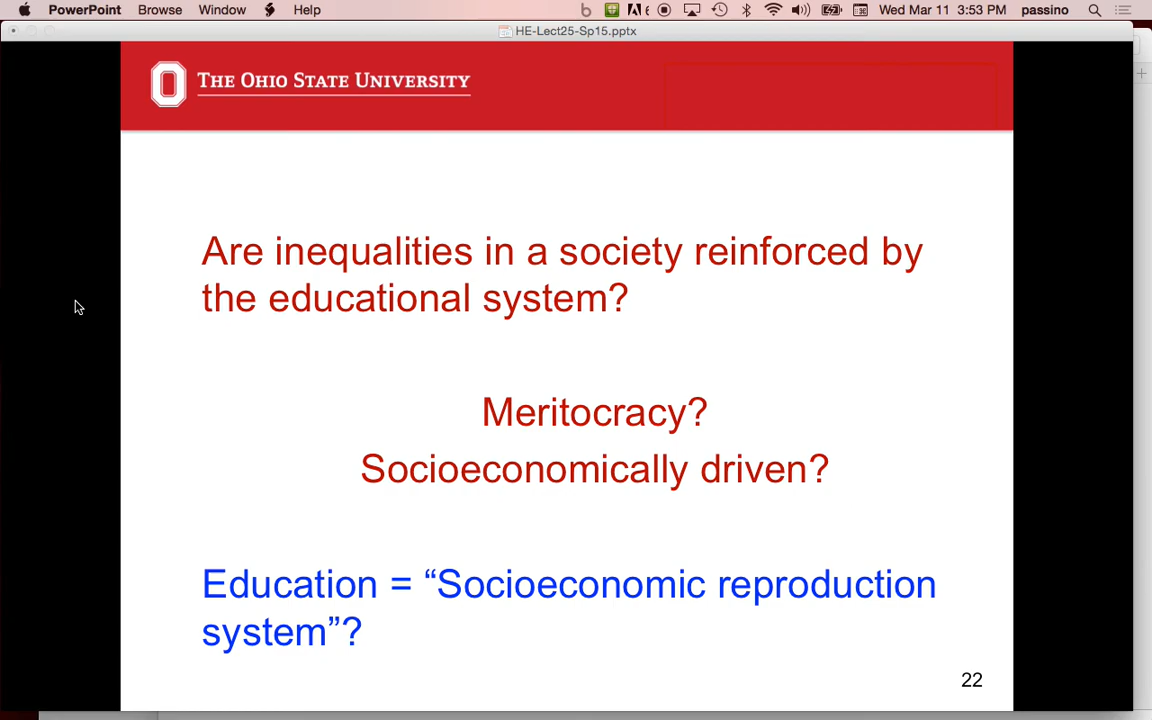 PowerPoint Browse Window Help Wed Mar 11 3:53 PM passino
HE-Lect25-Sp15.pptx
THE OHIO STATE UNIVERSITY
Are inequalities in a society reinforced by
the educational system?
Meritocracy?
Socioeconomically driven?
Education = “Socioeconomic reproduction
system”?
22